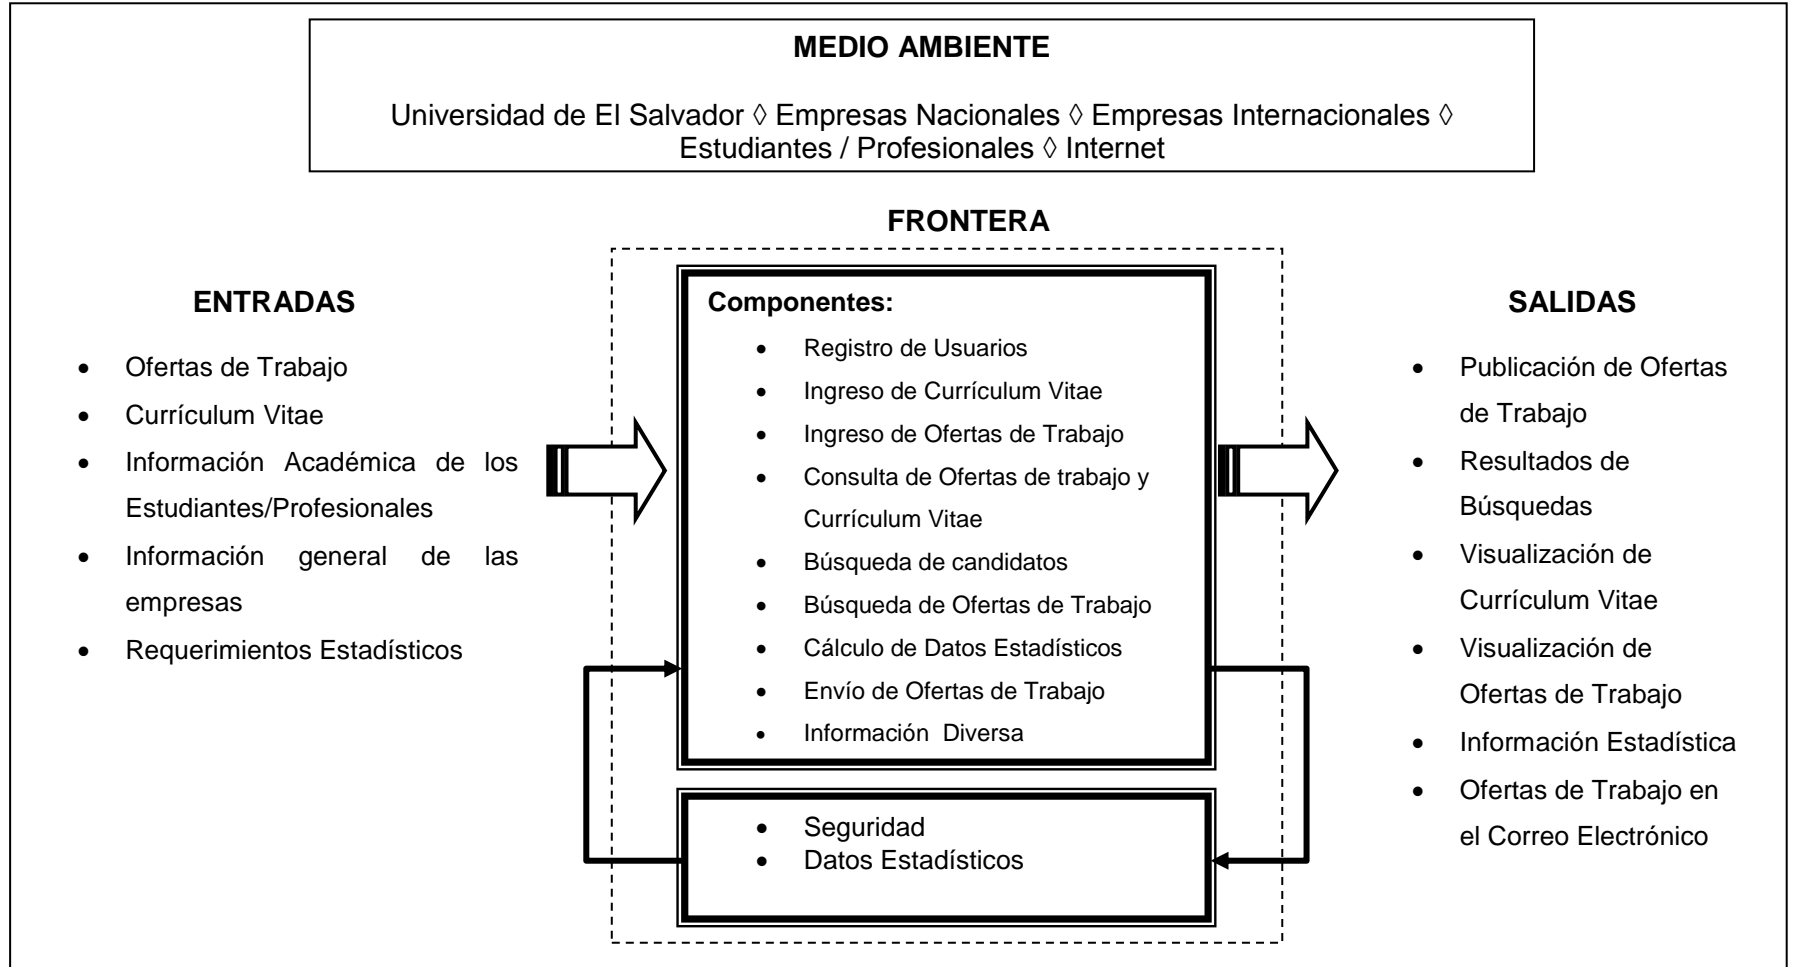 MEDIO AMBIENTE
Universidad de El Salvador ◊ Empresas Nacionales ◊ Empresas Internacionales ◊
Estudiantes / Profesionales ◊ Internet
FRONTERA
ENTRADAS
• Ofertas de Trabajo
• Currículum Vitae
• Información Académica de los
Estudiantes/Profesionales
• Información general de las
empresas
• Requerimientos Estadísticos
Componentes:
• Registro de Usuarios
• Ingreso de Currículum Vitae
• Ingreso de Ofertas de Trabajo
• Consulta de Ofertas de trabajo y
Currículum Vitae
• Búsqueda de candidatos
• Búsqueda de Ofertas de Trabajo
• Cálculo de Datos Estadísticos
• Envío de Ofertas de Trabajo
• Información Diversa
• Seguridad
• Datos Estadísticos
SALIDAS
• Publicación de Ofertas
de Trabajo
• Resultados de
Búsquedas
• Visualización de
Currículum Vitae
• Visualización de
Ofertas de Trabajo
• Información Estadística
• Ofertas de Trabajo en
el Correo Electrónico